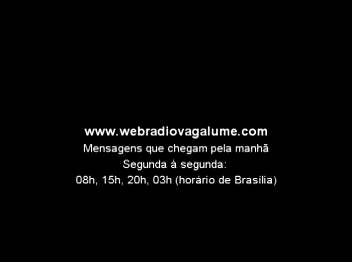 www.webradiovagalume.com
Mensagens que chegam pela manhã
Segunda à segunda:
08h, 15h, 20h, 03h (horário de Brasília)